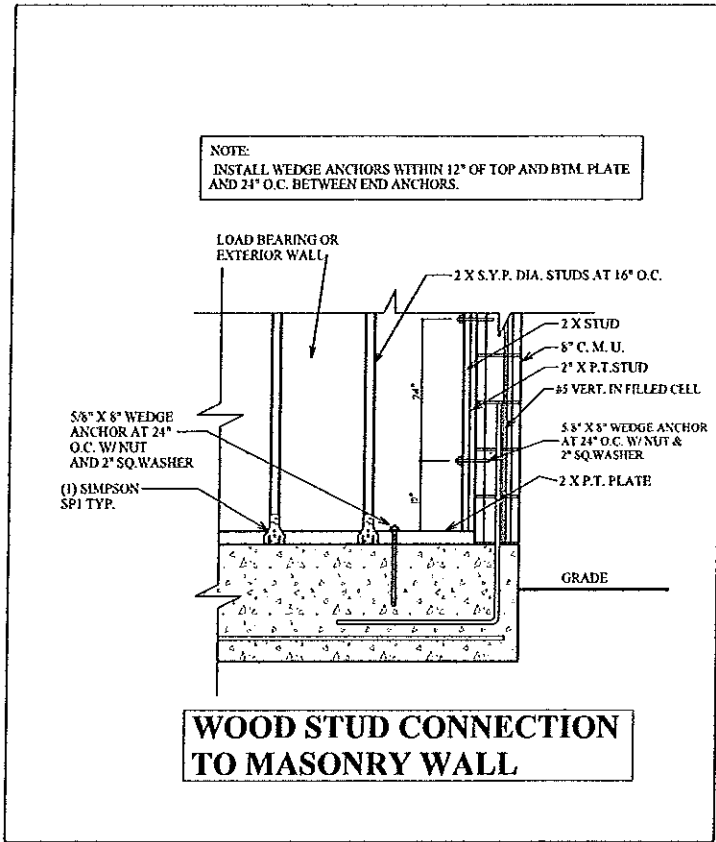 NOTE:
INSTALL WEDGE ANCHORS WITHIN 12" OF TOP AND BTM. PLATE
AND 24" O.C. BETWEEN END ANCHORS.
LOAD BEARING OR
EXTERIOR WALL
2 X S.Y.P. DIA. STUDS AT 16" O.C.
2 X STUD
8" C. M. U.
2" X P.T. STUD
#5 VERT. IN FILLED CELL
5/8" X 8" WEDGE
ANCHOR AT 24"
O.C. W/ NUT
AND 2" SQ.WASHER
5/8" X 8" WEDGE ANCHOR
AT 24" O.C. W/ NUT &
2" SQ.WASHER
24"
12"
(1) SIMPSON
SP1 TYP.
2 X P.T. PLATE
GRADE
WOOD STUD CONNECTION
TO MASONRY WALL